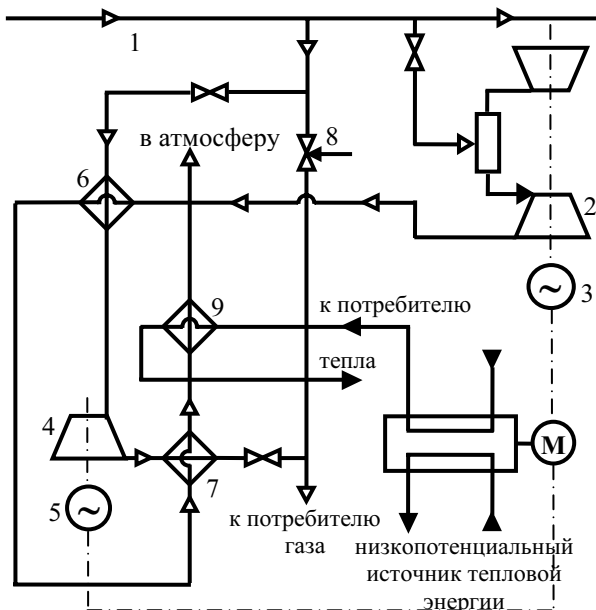 1
8
в атмосферу
6
2
3
9
к потребителю
тепла
4
М
7
5
к потребителю
газа
низкопотенциальный
источник тепловой
энергии